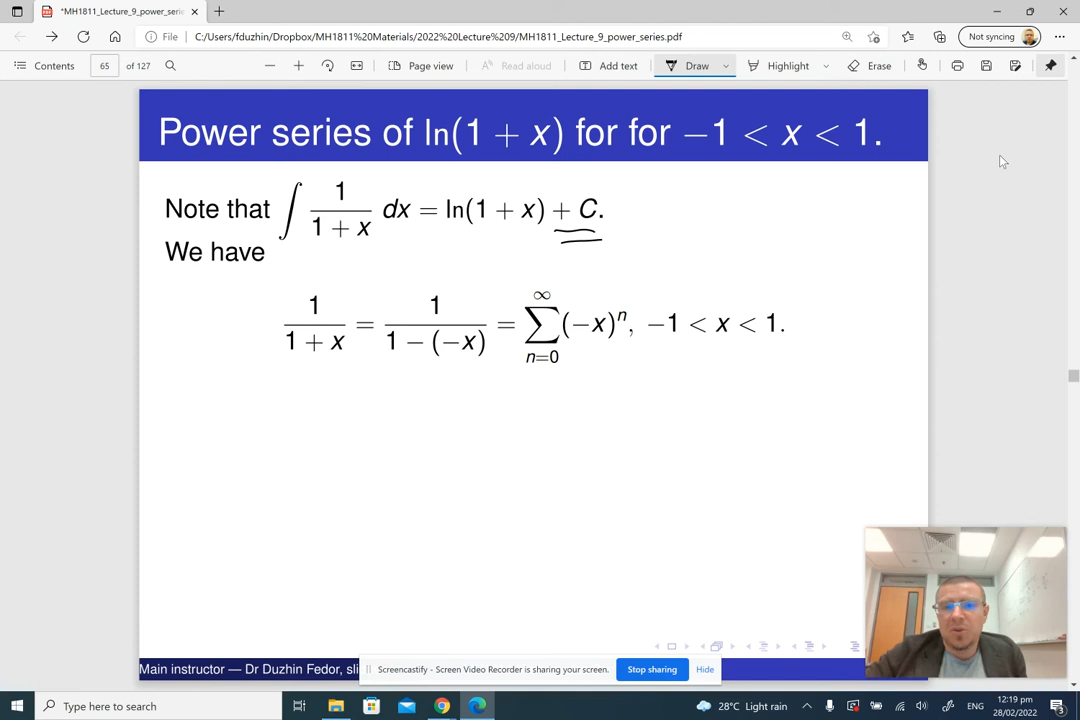 *MH1811_Lecture_9_power_serie
File C:/Users/fduzhin/Dropbox/MH1811%20Materials/2022%20Lecture%209/MH1811_Lecture_9_power_series.pdf Not syncing
Contents 65 of 127 Page view Read aloud Add text Draw Highlight Erase
Power series of ln(1 + x) for for −1 < x < 1.
Note that ∫ 1/(1 + x) dx = ln(1 + x) + C.
We have
1/(1 + x) = 1/(1 − (−x)) = ∑_{n=0}^{∞} (−x)^n, −1 < x < 1.
Main instructor — Dr Duzhin Fedor, sli
Screencastify - Screen Video Recorder is sharing your screen. Stop sharing Hide
Type here to search
28°C Light rain
ENG
12:19 pm
28/02/2022
3